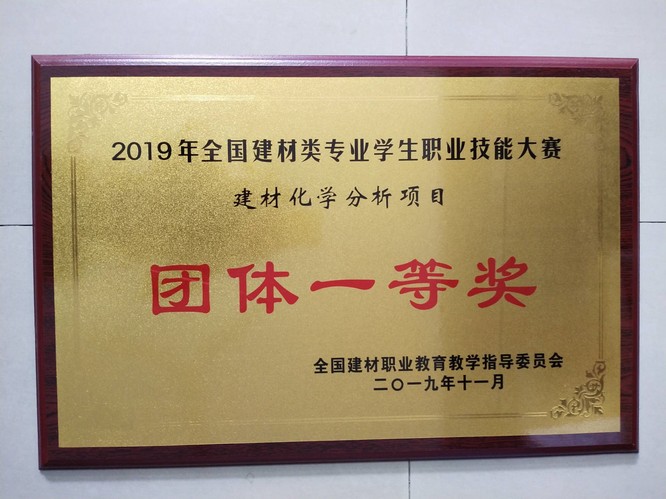 2019年全国建材类专业学生职业技能大赛
建材化学分析项目
团体一等奖
全国建材职业教育教学指导委员会
二〇一九年十一月